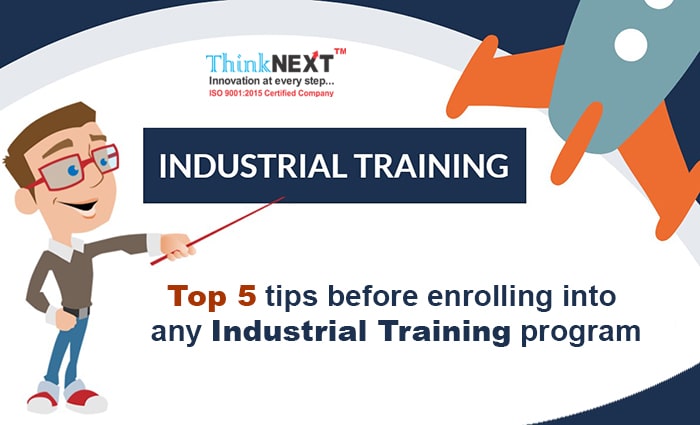 ThinkNEXT™
Innovation at every step...
ISO 9001:2015 Certified Company
INDUSTRIAL TRAINING
Top 5 tips before enrolling into
any Industrial Training program